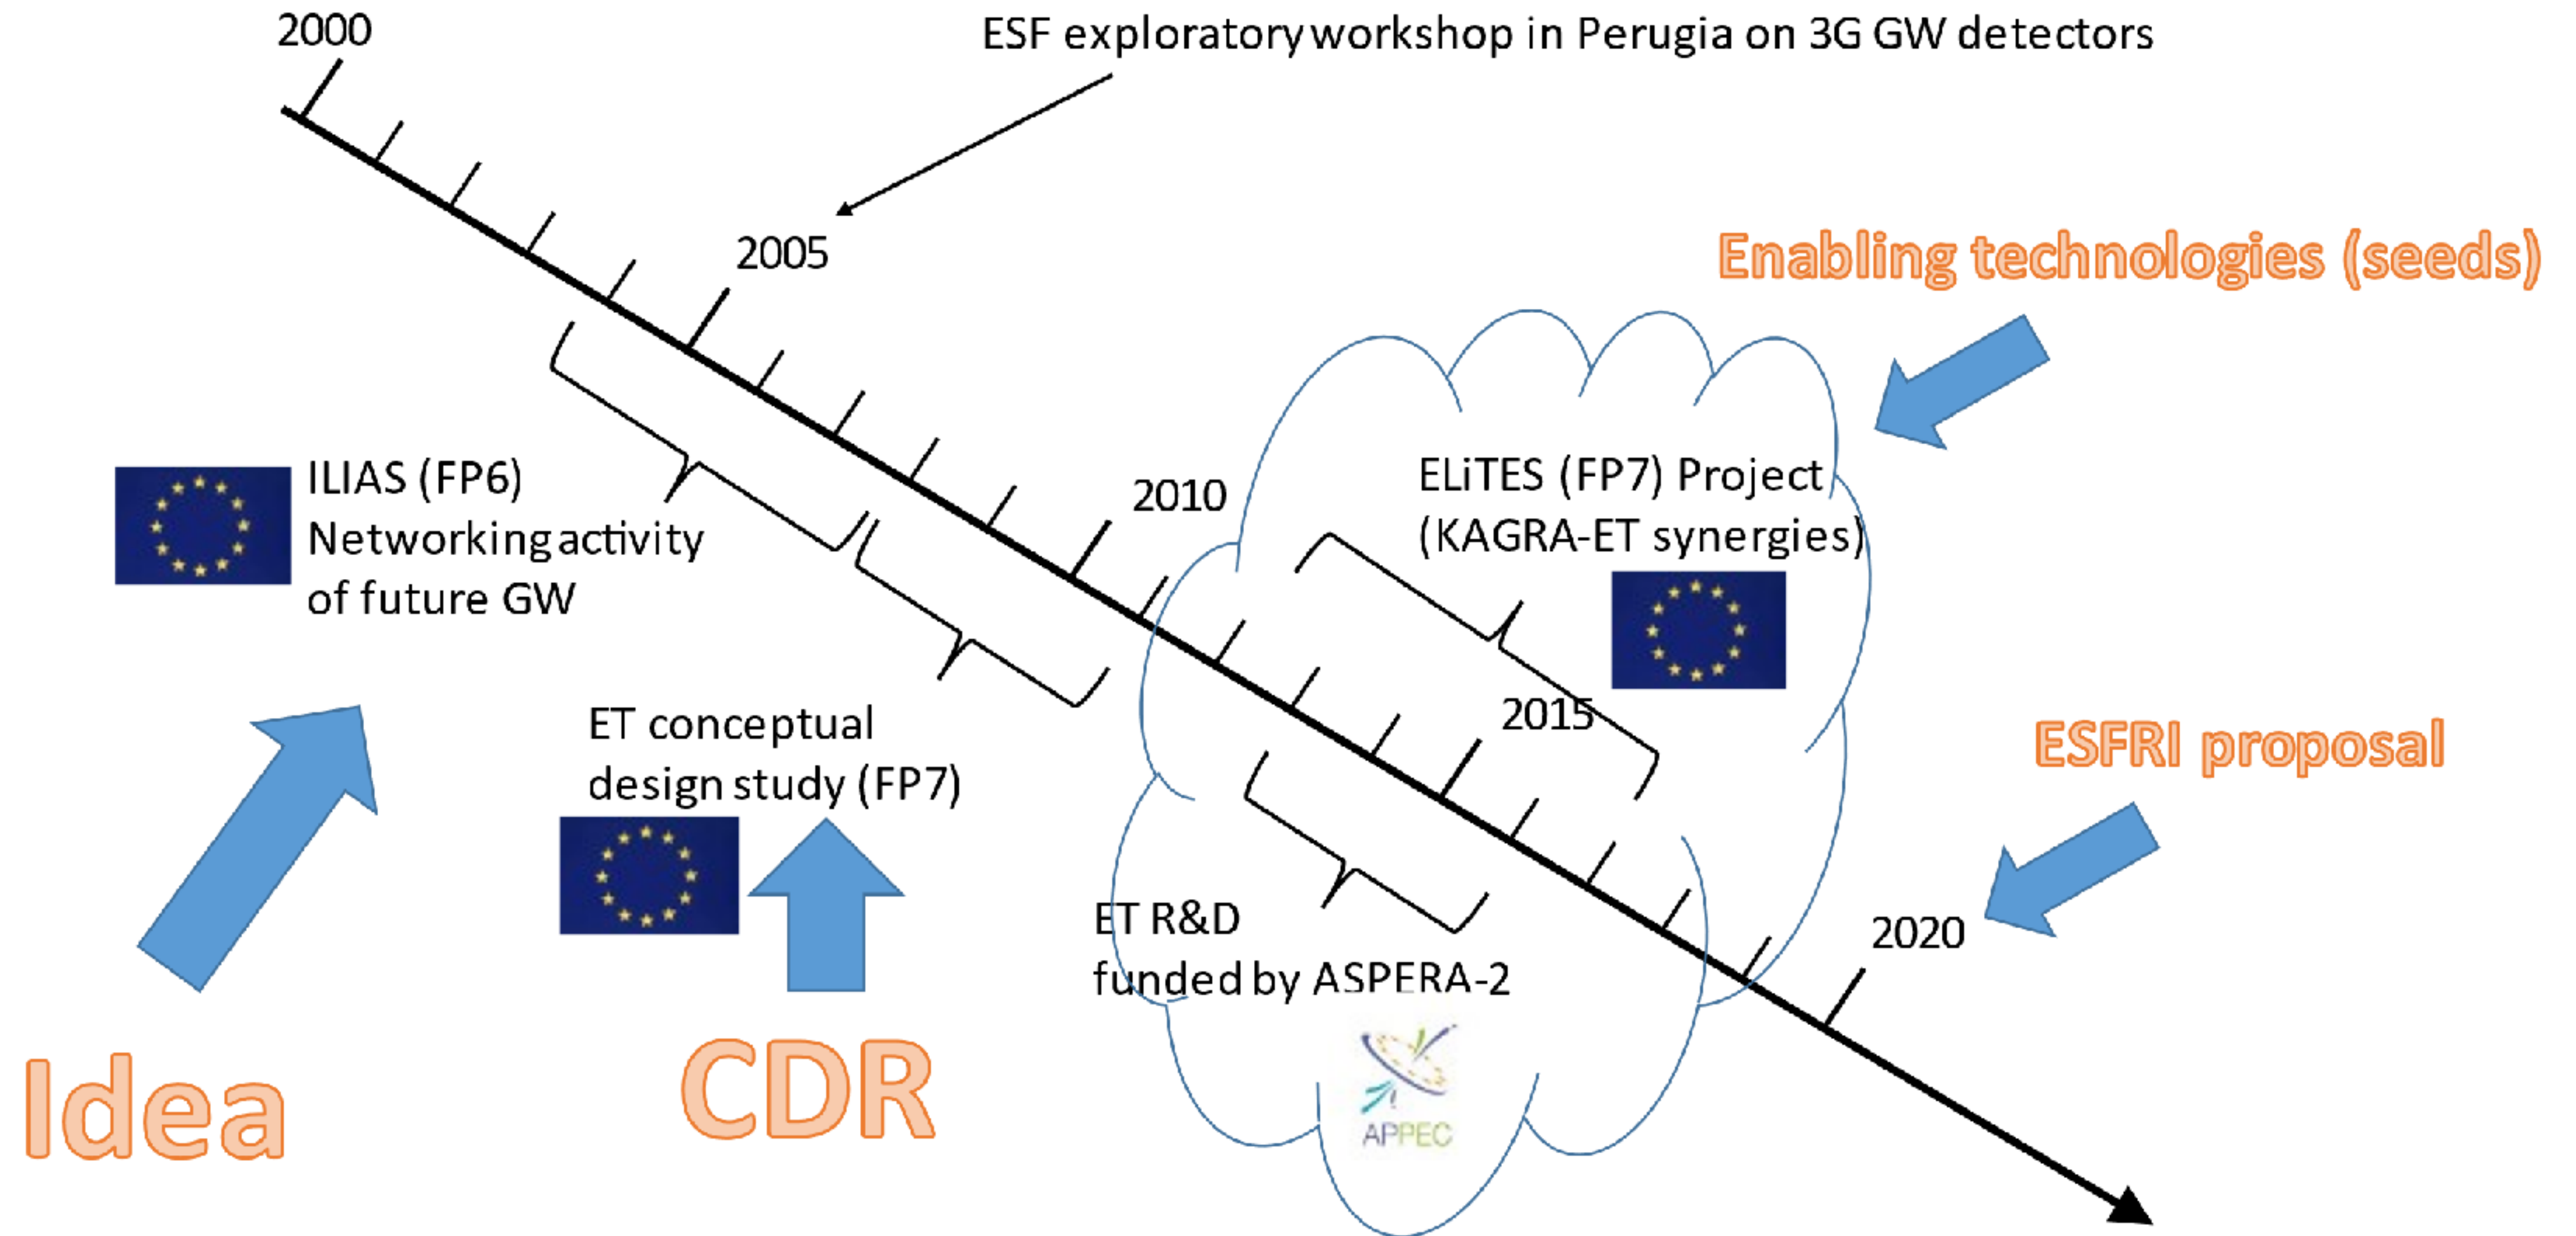 2000
ESF exploratory workshop in Perugia on 3G GW detectors
2005
Enabling technologies (seeds)
ILIAS (FP6)
Networking activity
of future GW
2010
ELiTES (FP7) Project
(KAGRA-ET synergies)
ET conceptual
design study (FP7)
2015
ESFRI proposal
ET R&D
funded by ASPERA-2
2020
Idea
CDR
APPEC